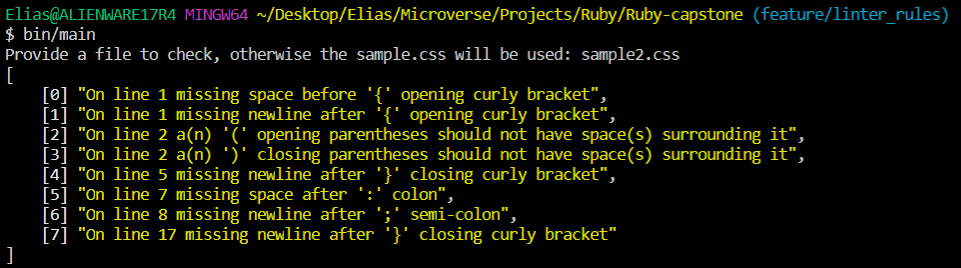 Elias@ALIENWARE17R4 MINGW64 ~/Desktop/Elias/Microverse/Projects/Ruby/Ruby-capstone (feature/linter_rules)
$ bin/main
Provide a file to check, otherwise the sample.css will be used: sample2.css
[
    [0] "On line 1 missing space before '{' opening curly bracket",
    [1] "On line 1 missing newline after '{' opening curly bracket",
    [2] "On line 2 a(n) '(' opening parentheses should not have space(s) surrounding it",
    [3] "On line 2 a(n) ')' closing parentheses should not have space(s) surrounding it",
    [4] "On line 5 missing newline after '}' closing curly bracket",
    [5] "On line 7 missing space after ':' colon",
    [6] "On line 8 missing newline after ';' semi-colon",
    [7] "On line 17 missing newline after '}' closing curly bracket"
]